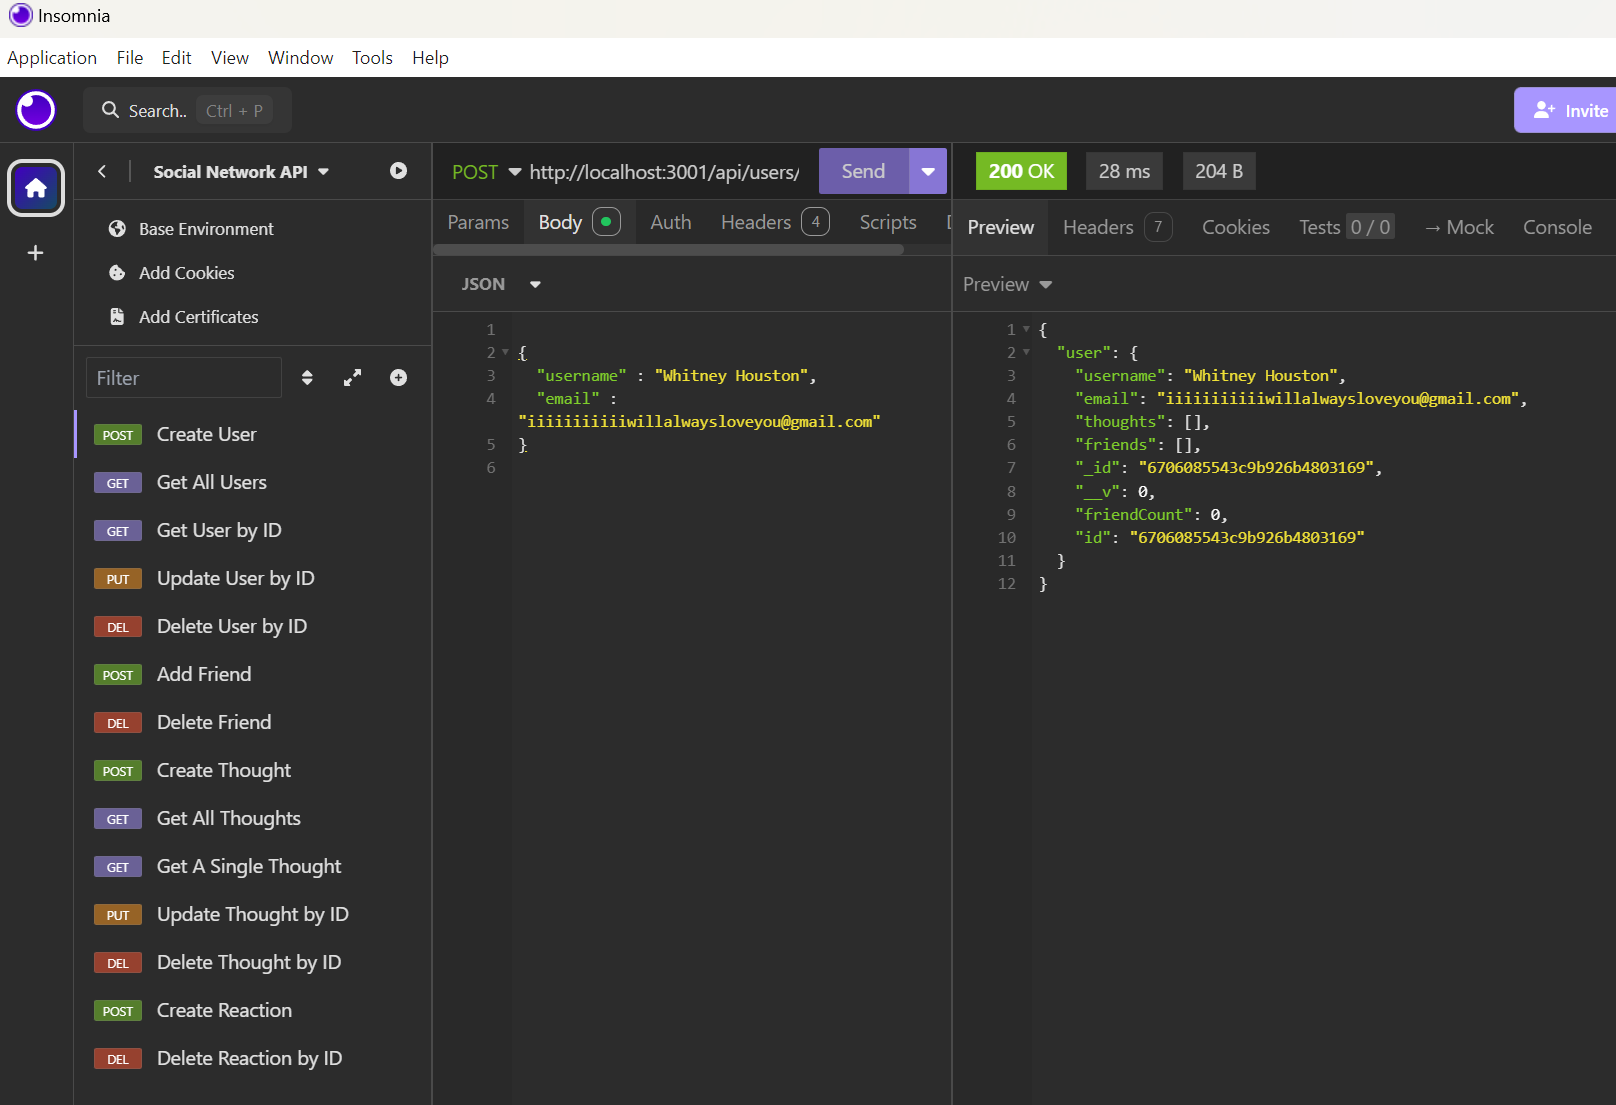 Insomnia
Application File Edit View Window Tools Help
Search.. Ctrl + P
Invite
Social Network API
Base Environment
Add Cookies
Add Certificates
Filter
POST Create User
GET Get All Users
GET Get User by ID
PUT Update User by ID
DEL Delete User by ID
POST Add Friend
DEL Delete Friend
POST Create Thought
GET Get All Thoughts
GET Get A Single Thought
PUT Update Thought by ID
DEL Delete Thought by ID
POST Create Reaction
DEL Delete Reaction by ID
POST http://localhost:3001/api/users/ Send
Params Body Auth Headers 4 Scripts
JSON
1
2 {
3 "username" : "Whitney Houston",
4 "email" :
"iiiiiiiiiiiiwillalwaysloveyou@gmail.com"
5 }
6
200 OK 28 ms 204 B
Preview Headers 7 Cookies Tests 0 / 0 → Mock Console
Preview
1 {
2 "user": {
3 "username": "Whitney Houston",
4 "email": "iiiiiiiiiiiiwillalwaysloveyou@gmail.com",
5 "thoughts": [],
6 "friends": [],
7 "_id": "6706085543c9b926b4803169",
8 "__v": 0,
9 "friendCount": 0,
10 "id": "6706085543c9b926b4803169"
11 }
12 }